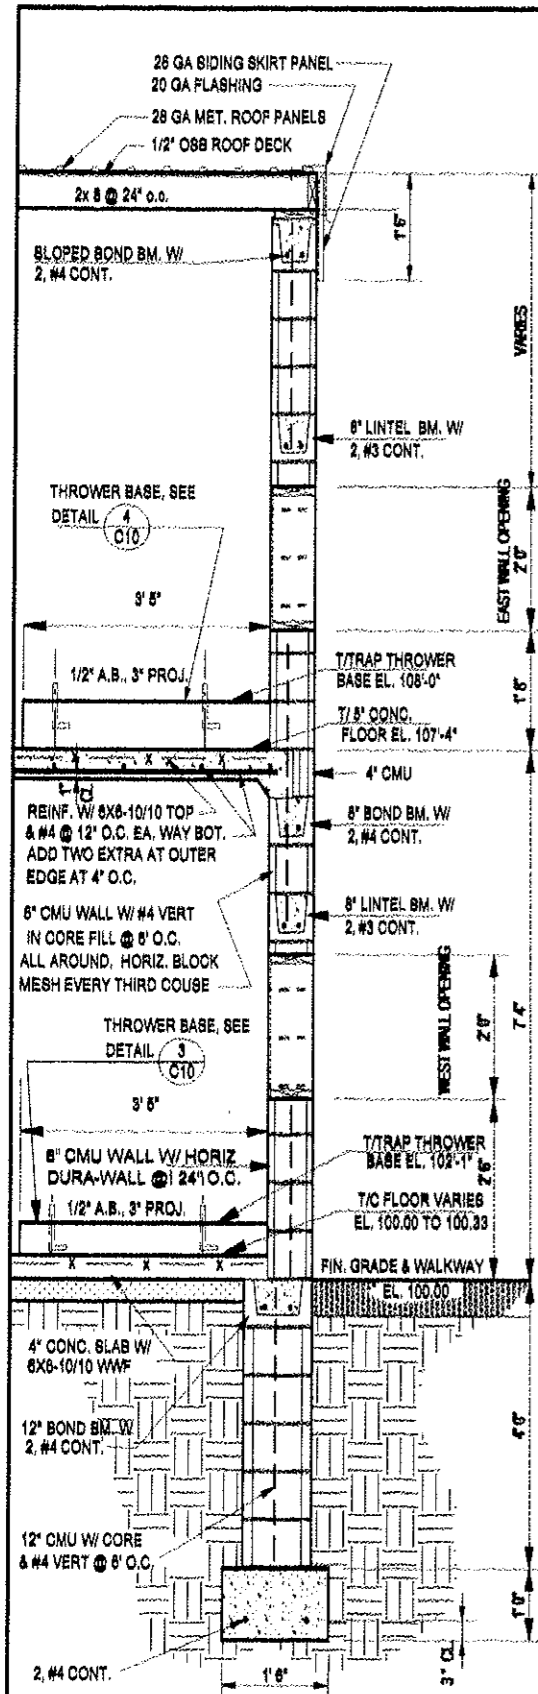 26 GA SIDING SKIRT PANEL
20 GA FLASHING
28 GA MET. ROOF PANELS
1/2" OSB ROOF DECK
2x 8 @ 24" o.c.
1' 6"
SLOPED BOND BM. W/
2, #4 CONT.
VARIES
8" LINTEL BM. W/
2, #3 CONT.
THROWER BASE, SEE
DETAIL 4
C10
EAST WALL OPENING
2' 0"
3' 5"
1/2" A.B., 3" PROJ.
T/TRAP THROWER
BASE EL. 108'-0"
1' 8"
T/ 5" CONC.
FLOOR EL. 107'-4"
4" CMU
1" CL
REINF. W/ 6X6-10/10 TOP
& #4 @ 12" O.C. EA. WAY BOT.
ADD TWO EXTRA AT OUTER
EDGE AT 4" O.C.
8" BOND BM. W/
2, #4 CONT.
8" CMU WALL W/ #4 VERT
IN CORE FILL @ 6' O.C.
ALL AROUND. HORIZ. BLOCK
MESH EVERY THIRD COUSE
8" LINTEL BM. W/
2, #3 CONT.
WEST WALL OPENING
2' 0"
7' 4"
THROWER BASE, SEE
DETAIL 3
C10
3' 5"
8" CMU WALL W/ HORIZ
DURA-WALL @ 24" O.C.
1/2" A.B., 3" PROJ.
T/TRAP THROWER
BASE EL. 102'-1"
2' 6"
T/C FLOOR VARIES
EL. 100.00 TO 100.33
FIN. GRADE & WALKWAY
EL. 100.00
4" CONC. SLAB W/
6X6-10/10 WWF
12" BOND BM. W
2, #4 CONT.
4' 0"
12" CMU W/ CORE
& #4 VERT @ 6' O.C.
1' 0"
2, #4 CONT.
1' 6"
3" CL